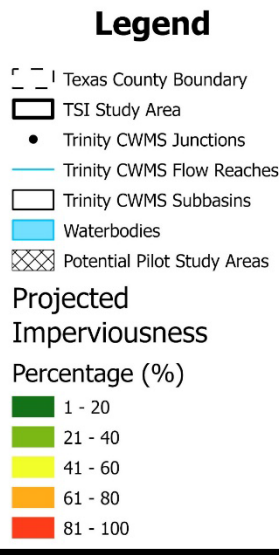 Legend
Texas County Boundary
TSI Study Area
Trinity CWMS Junctions
Trinity CWMS Flow Reaches
Trinity CWMS Subbasins
Waterbodies
Potential Pilot Study Areas
Projected
Imperviousness
Percentage (%)
1 - 20
21 - 40
41 - 60
61 - 80
81 - 100